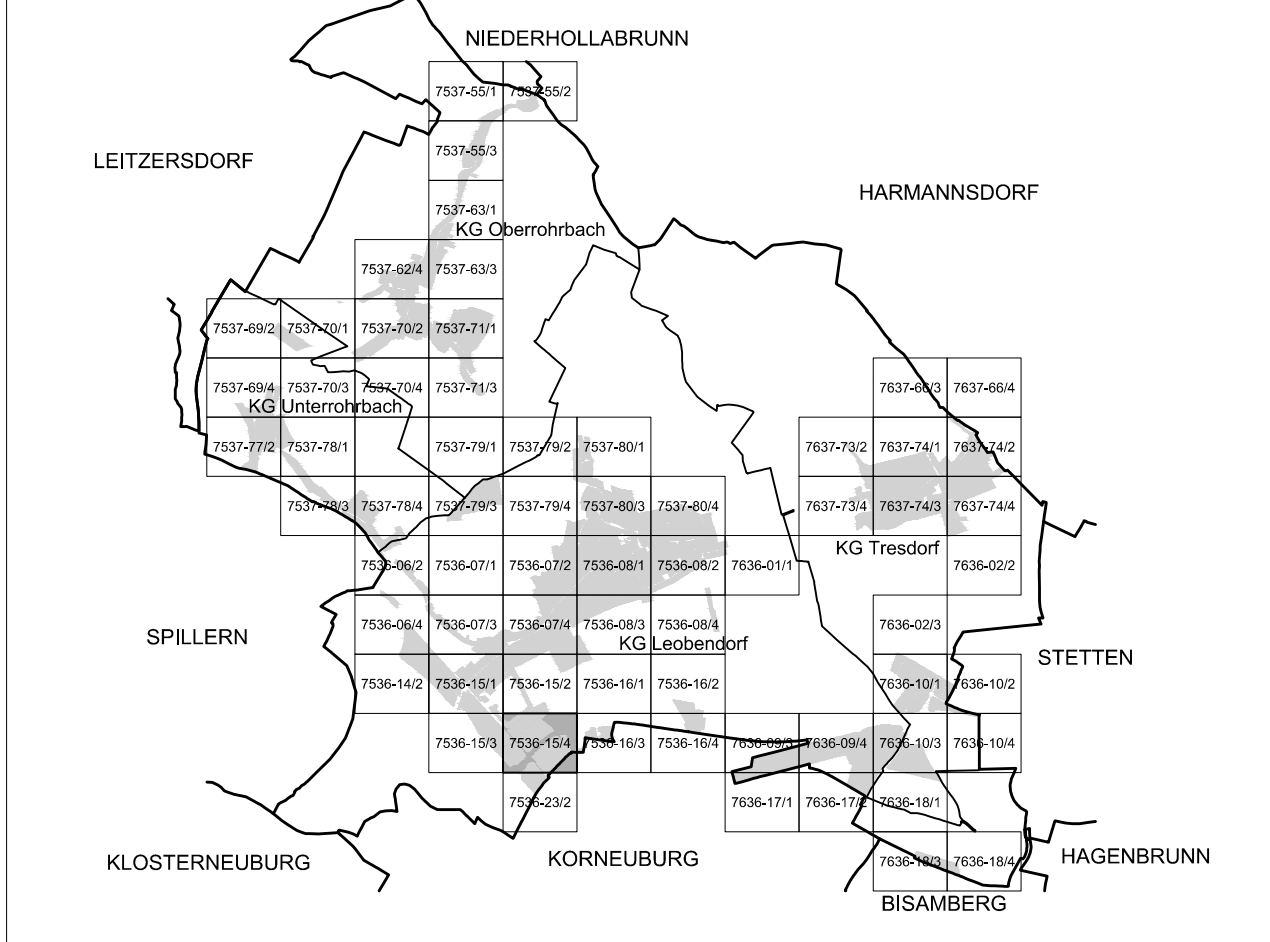 NIEDERHOLLABRUNN
7537-55/1 7537-55/2
LEITZERSDORF
7537-55/3
HARMANNSDORF
7537-63/1
KG Oberrohrbach
7537-62/4 7537-63/3
7537-69/2 7537-70/1 7537-70/2 7537-71/1
7537-69/4 7537-70/3 7537-70/4 7537-71/3 7637-66/3 7637-66/4
KG Unterrohrbach
7537-77/2 7537-78/1 7537-79/1 7537-79/2 7537-80/1 7637-73/2 7637-74/1 7637-74/2
7537-78/3 7537-78/4 7537-79/3 7537-79/4 7537-80/3 7537-80/4 7637-73/4 7637-74/3 7637-74/4
KG Tresdorf
7536-06/2 7536-07/1 7536-07/2 7536-08/1 7536-08/2 7636-01/1 7636-02/2
SPILLERN
7536-06/4 7536-07/3 7536-07/4 7536-08/3 7536-08/4 7636-02/3
KG Leobendorf
STETTEN
7536-14/2 7536-15/1 7536-15/2 7536-16/1 7536-16/2 7636-10/1 7636-10/2
7536-15/3 7536-15/4 7536-16/3 7536-16/4 7636-09/3 7636-09/4 7636-10/3 7636-10/4
7536-23/2 7636-17/1 7636-17/2 7636-18/1
KLOSTERNEUBURG KORNEUBURG HAGENBRUNN
7636-18/3 7636-18/4
BISAMBERG